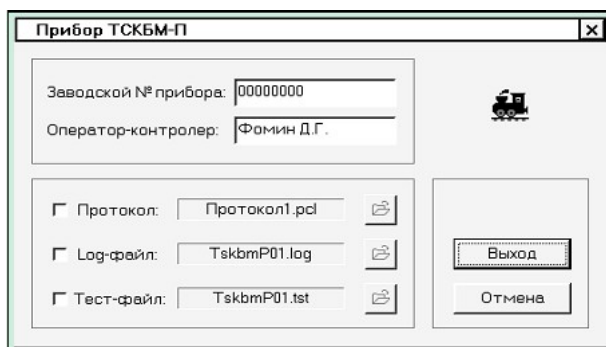 Прибор ТСКБМ-П
Заводской № прибора: 00000000
Оператор-контролер: Фомин Д.Г.
Протокол: Протокол1.pcl
Log-файл: TskbmP01.log
Тест-файл: TskbmP01.tst
Выход
Отмена